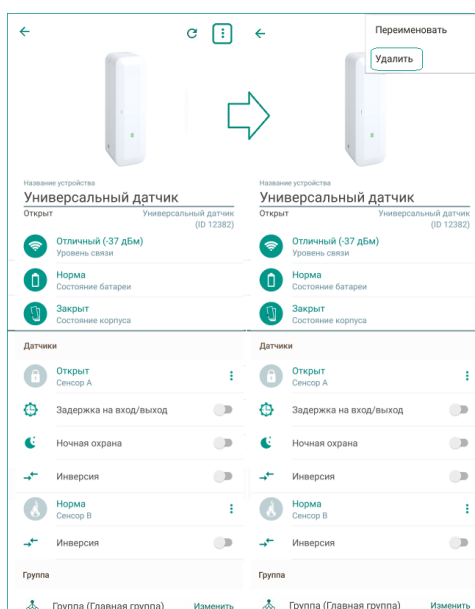 Название устройства
Универсальный датчик
Открыт
Универсальный датчик
(ID 12382)
Отличный (-37 дБм)
Уровень связи
Норма
Состояние батареи
Закрыт
Состояние корпуса
Датчики
Открыт
Сенсор А
Задержка на вход/выход
Ночная охрана
Инверсия
Норма
Сенсор В
Инверсия
Группа
Группа (Главная группа)
Изменить
Переименовать
Удалить
Название устройства
Универсальный датчик
Открыт
Универсальный датчик
(ID 12382)
Отличный (-37 дБм)
Уровень связи
Норма
Состояние батареи
Закрыт
Состояние корпуса
Датчики
Открыт
Сенсор А
Задержка на вход/выход
Ночная охрана
Инверсия
Норма
Сенсор В
Инверсия
Группа
Группа (Главная группа)
Изменить